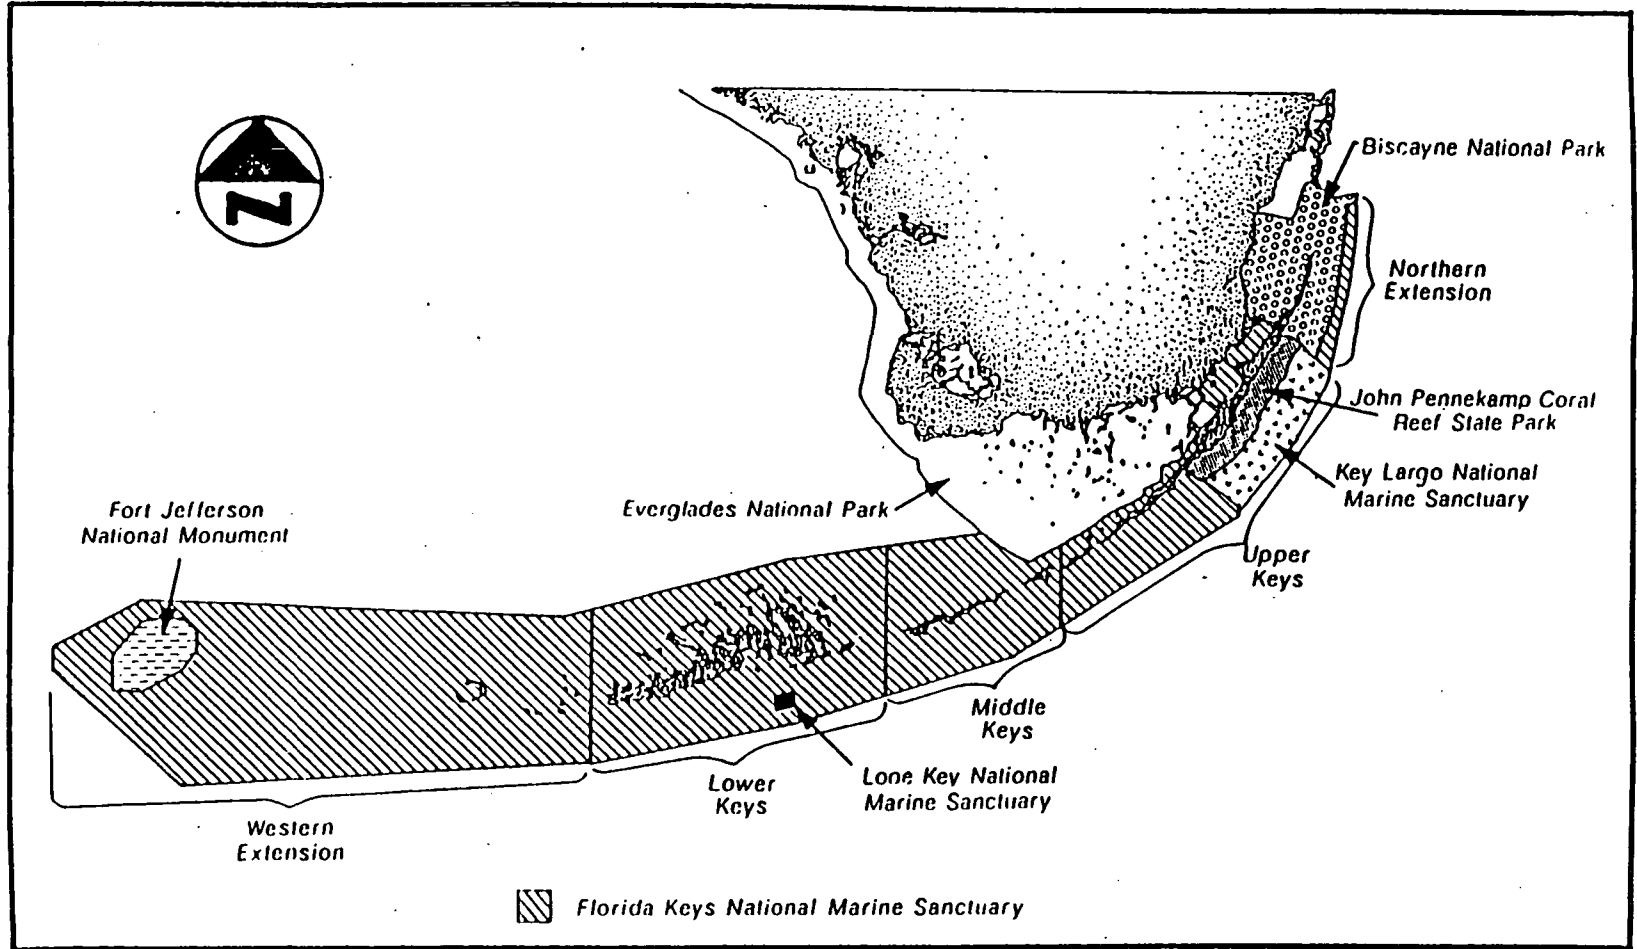 N
Biscayne National Park
Northern
Extension
John Pennekamp Coral
Reef State Park
Key Largo National
Marine Sanctuary
Everglades National Park
Fort Jefferson
National Monument
Upper
Keys
Middle
Keys
Lone Key National
Marine Sanctuary
Lower
Keys
Western
Extension
Florida Keys National Marine Sanctuary